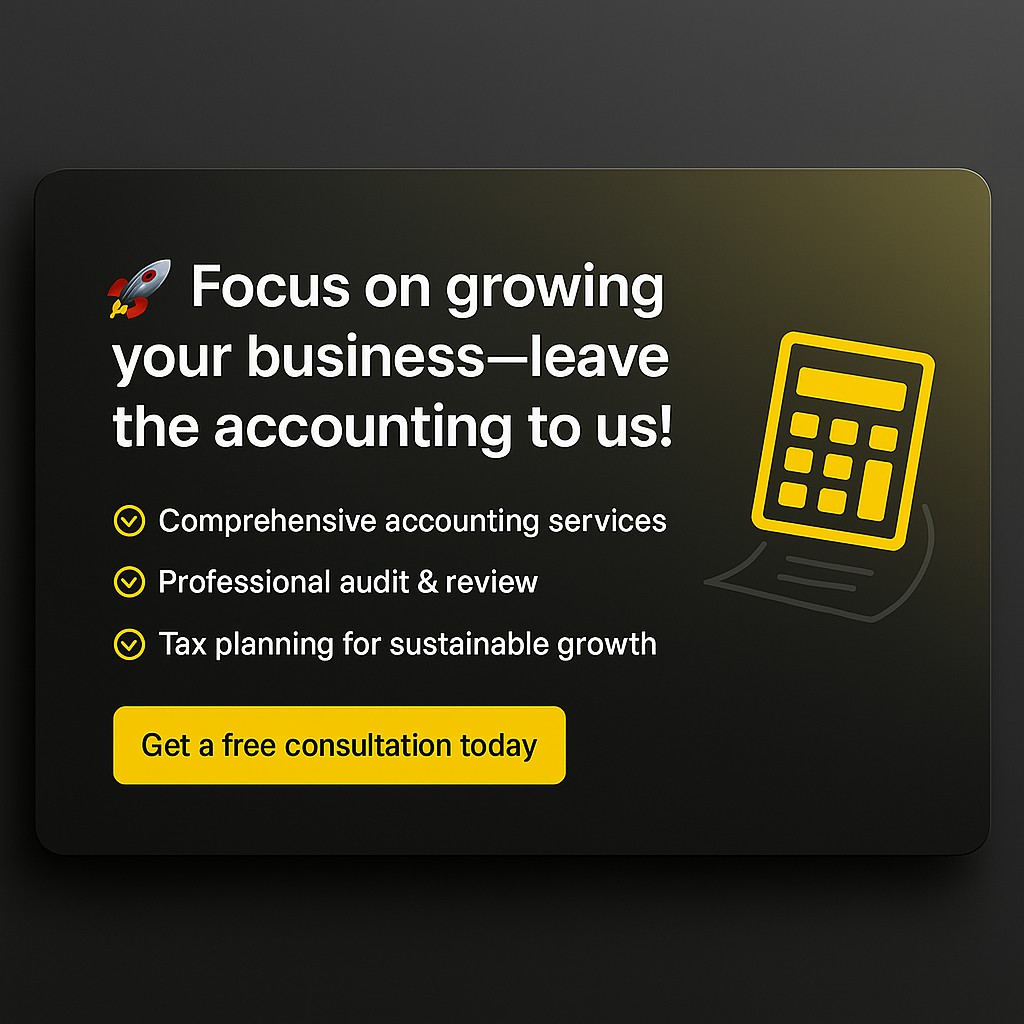 🚀 Focus on growing
your business—leave
the accounting to us!
Comprehensive accounting services
Professional audit & review
Tax planning for sustainable growth
Get a free consultation today